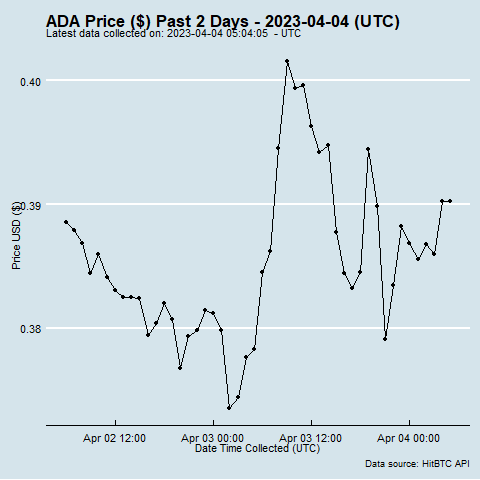 ADA Price ($) Past 2 Days - 2023-04-04 (UTC)
Latest data collected on: 2023-04-04 05:04:05 - UTC
0.40
0.39
0.38
Price USD ($)
Apr 02 12:00
Apr 03 00:00
Apr 03 12:00
Apr 04 00:00
Date Time Collected (UTC)
Data source: HitBTC API